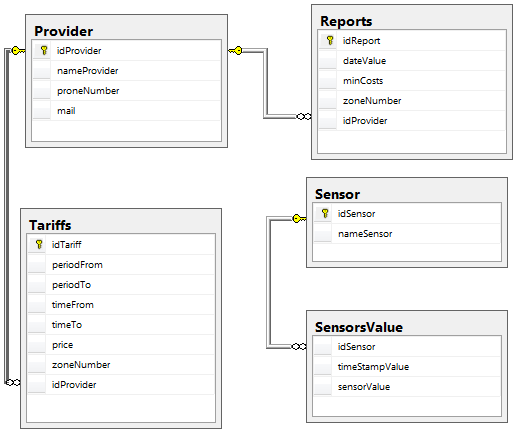 Provider
idProvider
nameProvider
proneNumber
mail
Reports
idReport
dateValue
minCosts
zoneNumber
idProvider
Sensor
idSensor
nameSensor
Tariffs
idTariff
periodFrom
periodTo
timeFrom
timeTo
price
zoneNumber
idProvider
SensorsValue
idSensor
timeStampValue
sensorValue